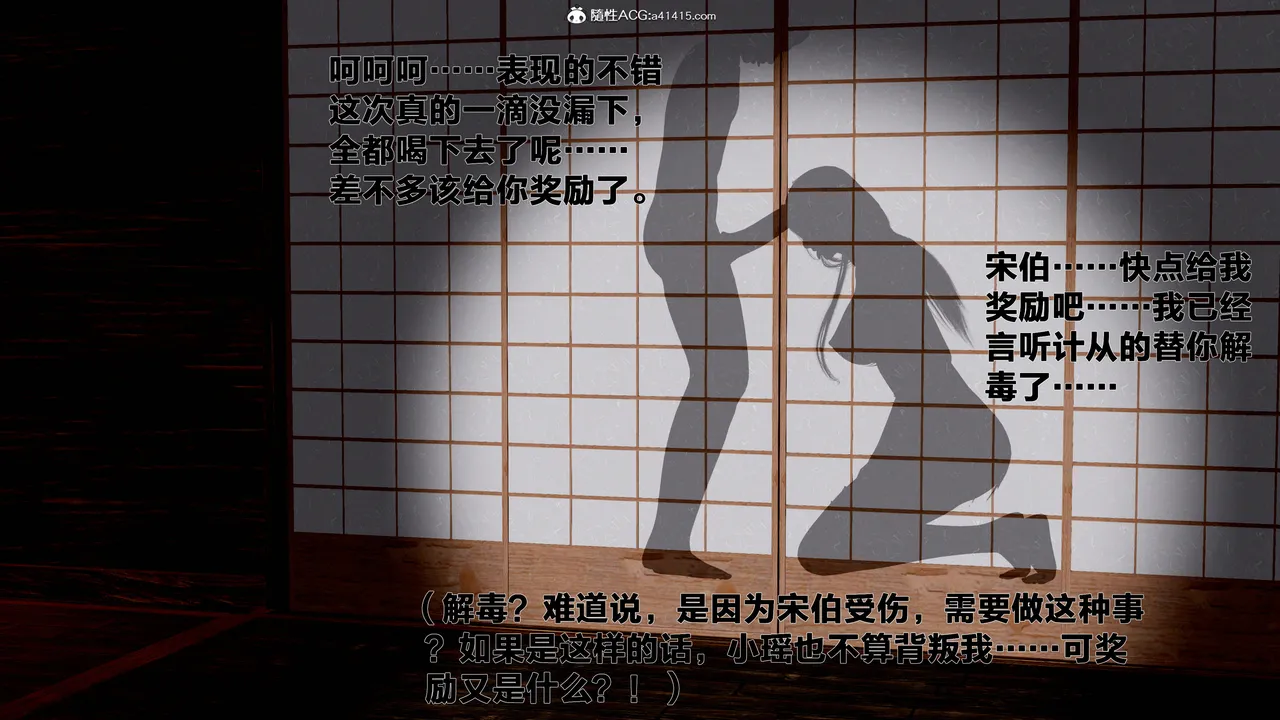 隨性ACG:a41415.com
呵呵呵……表现的不错
这次真的一滴没漏下，
全都喝下去了呢……
差不多该给你奖励了。
宋伯……快点给我
奖励吧……我已经
言听计从的替你解
毒了……
（解毒？难道说，是因为宋伯受伤，需要做这种事
？如果是这样的话，小瑶也不算背叛我……可奖
励又是什么？！）